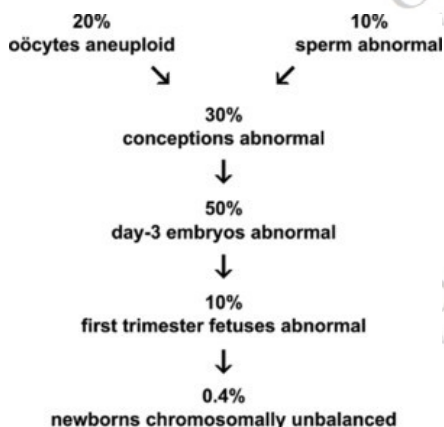 20% 10%
oöcytes aneuploid sperm abnormal
30%
conceptions abnormal
50%
day-3 embryos abnormal
10%
first trimester fetuses abnormal
0.4%
newborns chromosomally unbalanced